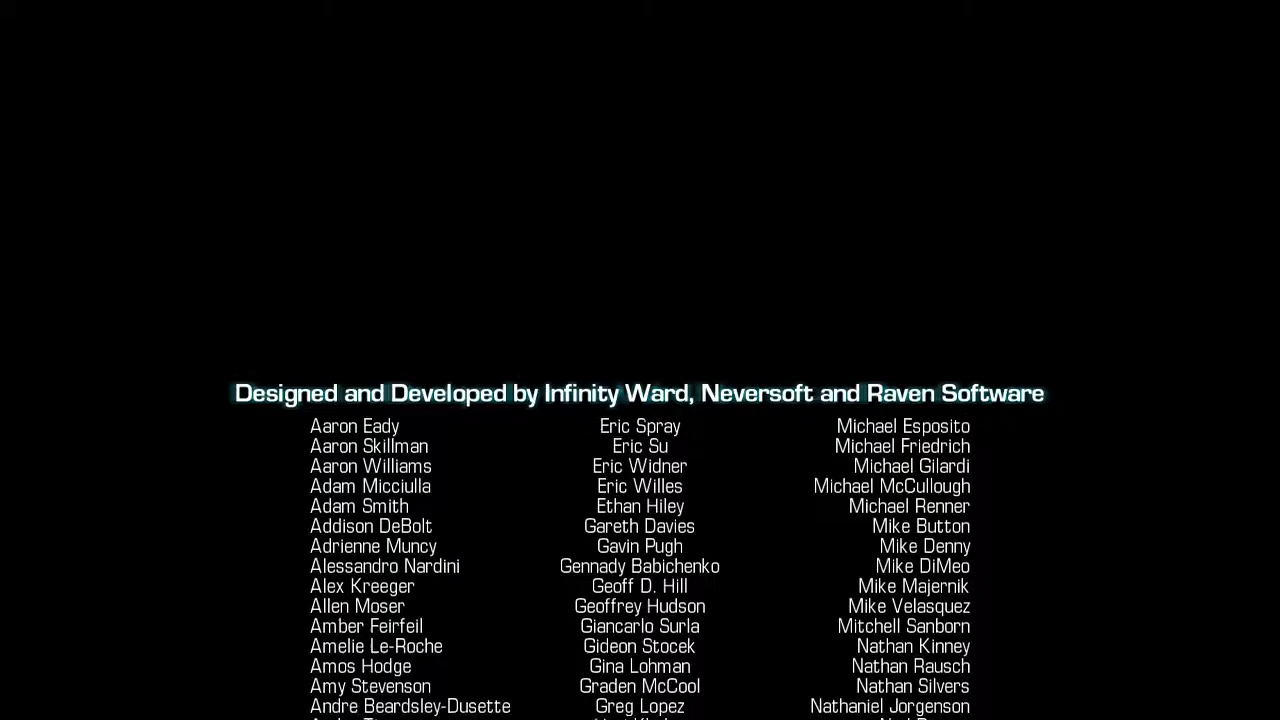 Designed and Developed by Infinity Ward, Neversoft and Raven Software
Aaron Eady Eric Spray Michael Esposito
Aaron Skillman Eric Su Michael Friedrich
Aaron Williams Eric Widner Michael Gilardi
Adam Micciulla Eric Willes Michael McCullough
Adam Smith Ethan Hiley Michael Renner
Addison DeBolt Gareth Davies Mike Button
Adrienne Muncy Gavin Pugh Mike Denny
Alessandro Nardini Gennady Babichenko Mike DiMeo
Alex Kreeger Geoff D. Hill Mike Majernik
Allen Moser Geoffrey Hudson Mike Velasquez
Amber Feirfeil Giancarlo Surla Mitchell Sanborn
Amelie Le-Roche Gideon Stocek Nathan Kinney
Amos Hodge Gina Lohman Nathan Rausch
Amy Stevenson Graden McCool Nathan Silvers
Andre Beardsley-Dusette Greg Lopez Nathaniel Jorgenson